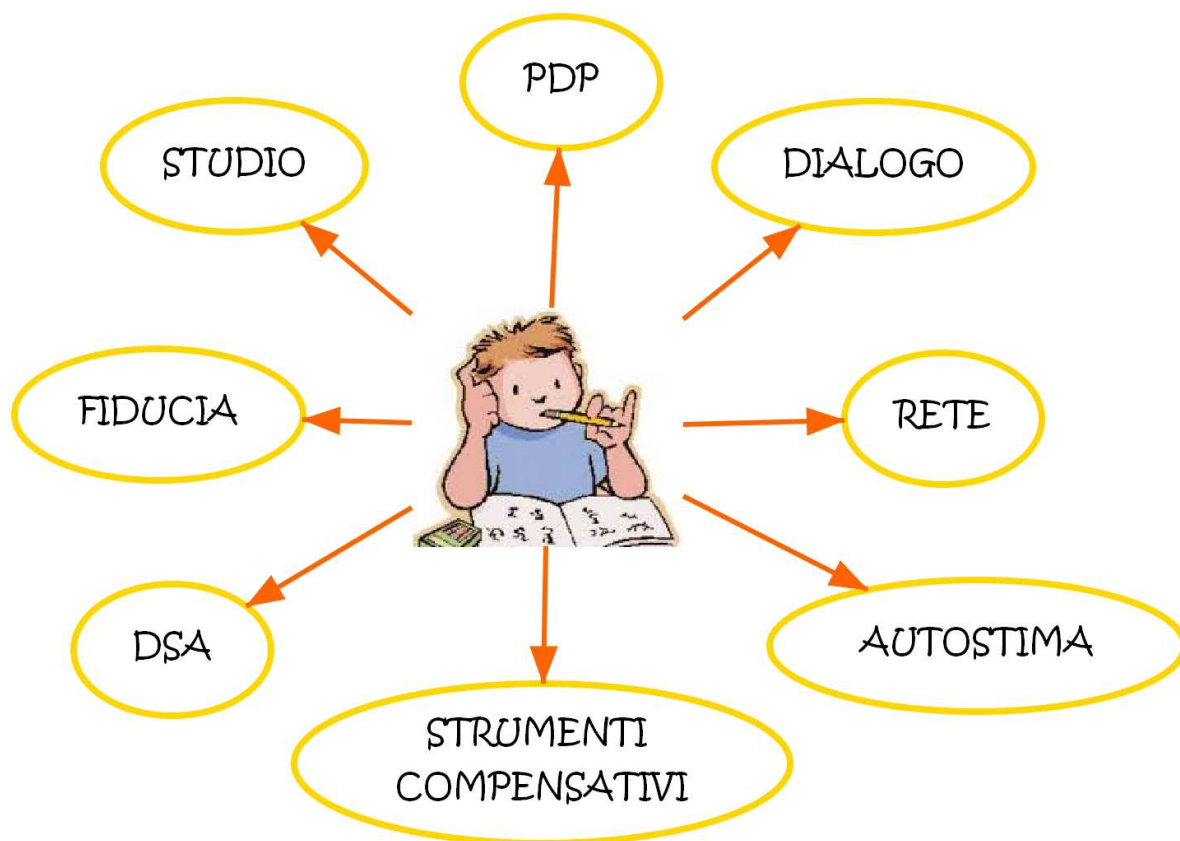 PDP
STUDIO
DIALOGO
FIDUCIA
RETE
DSA
AUTOSTIMA
STRUMENTI
COMPENSATIVI